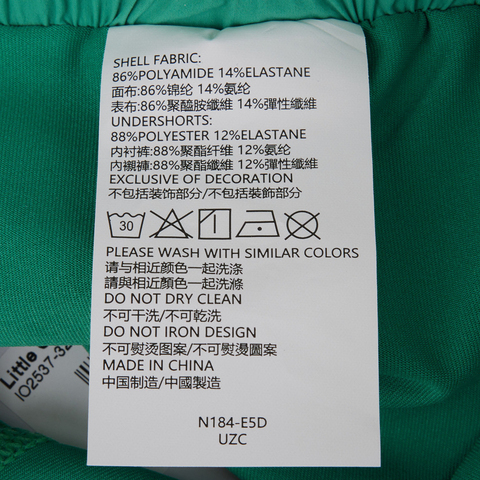 SHELL FABRIC:
86%POLYAMIDE 14%ELASTANE
面布:86%锦纶 14%氨纶
表布:86%聚醯胺纖維 14%彈性纖維
UNDERSHORTS:
88%POLYESTER 12%ELASTANE
内衬裤:88%聚酯纤维 12%氨纶
内襯褲:88%聚酯纖維 12%彈性纖維
EXCLUSIVE OF DECORATION
不包括装饰部分/不包括裝飾部分
30
PLEASE WASH WITH SIMILAR COLORS
请与相近颜色一起洗涤
請與相近顏色一起洗滌
DO NOT DRY CLEAN
不可干洗/不可乾洗
DO NOT IRON DESIGN
不可熨烫图案/不可熨燙圖案
MADE IN CHINA
中国制造/中國製造
N184-E5D
UZC
Little
IO2537-32